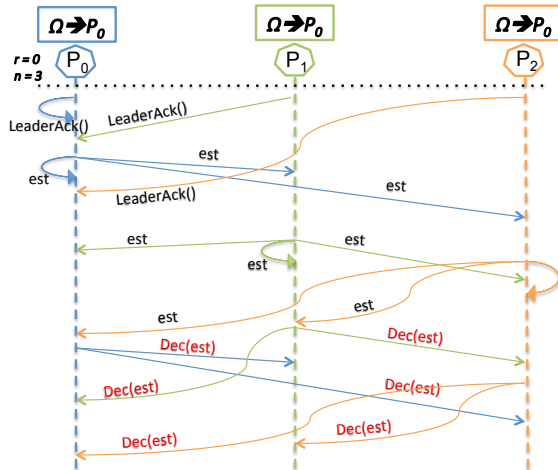 Ω➔P0 Ω➔P1 Ω➔P0
r = 0
n = 3
P0 P1 P2
LeaderAck()
LeaderAck()
est
est
est
LeaderAck()
est
est
est
est
est
Dec(est)
Dec(est)
Dec(est)
Dec(est)
Dec(est)
Dec(est)